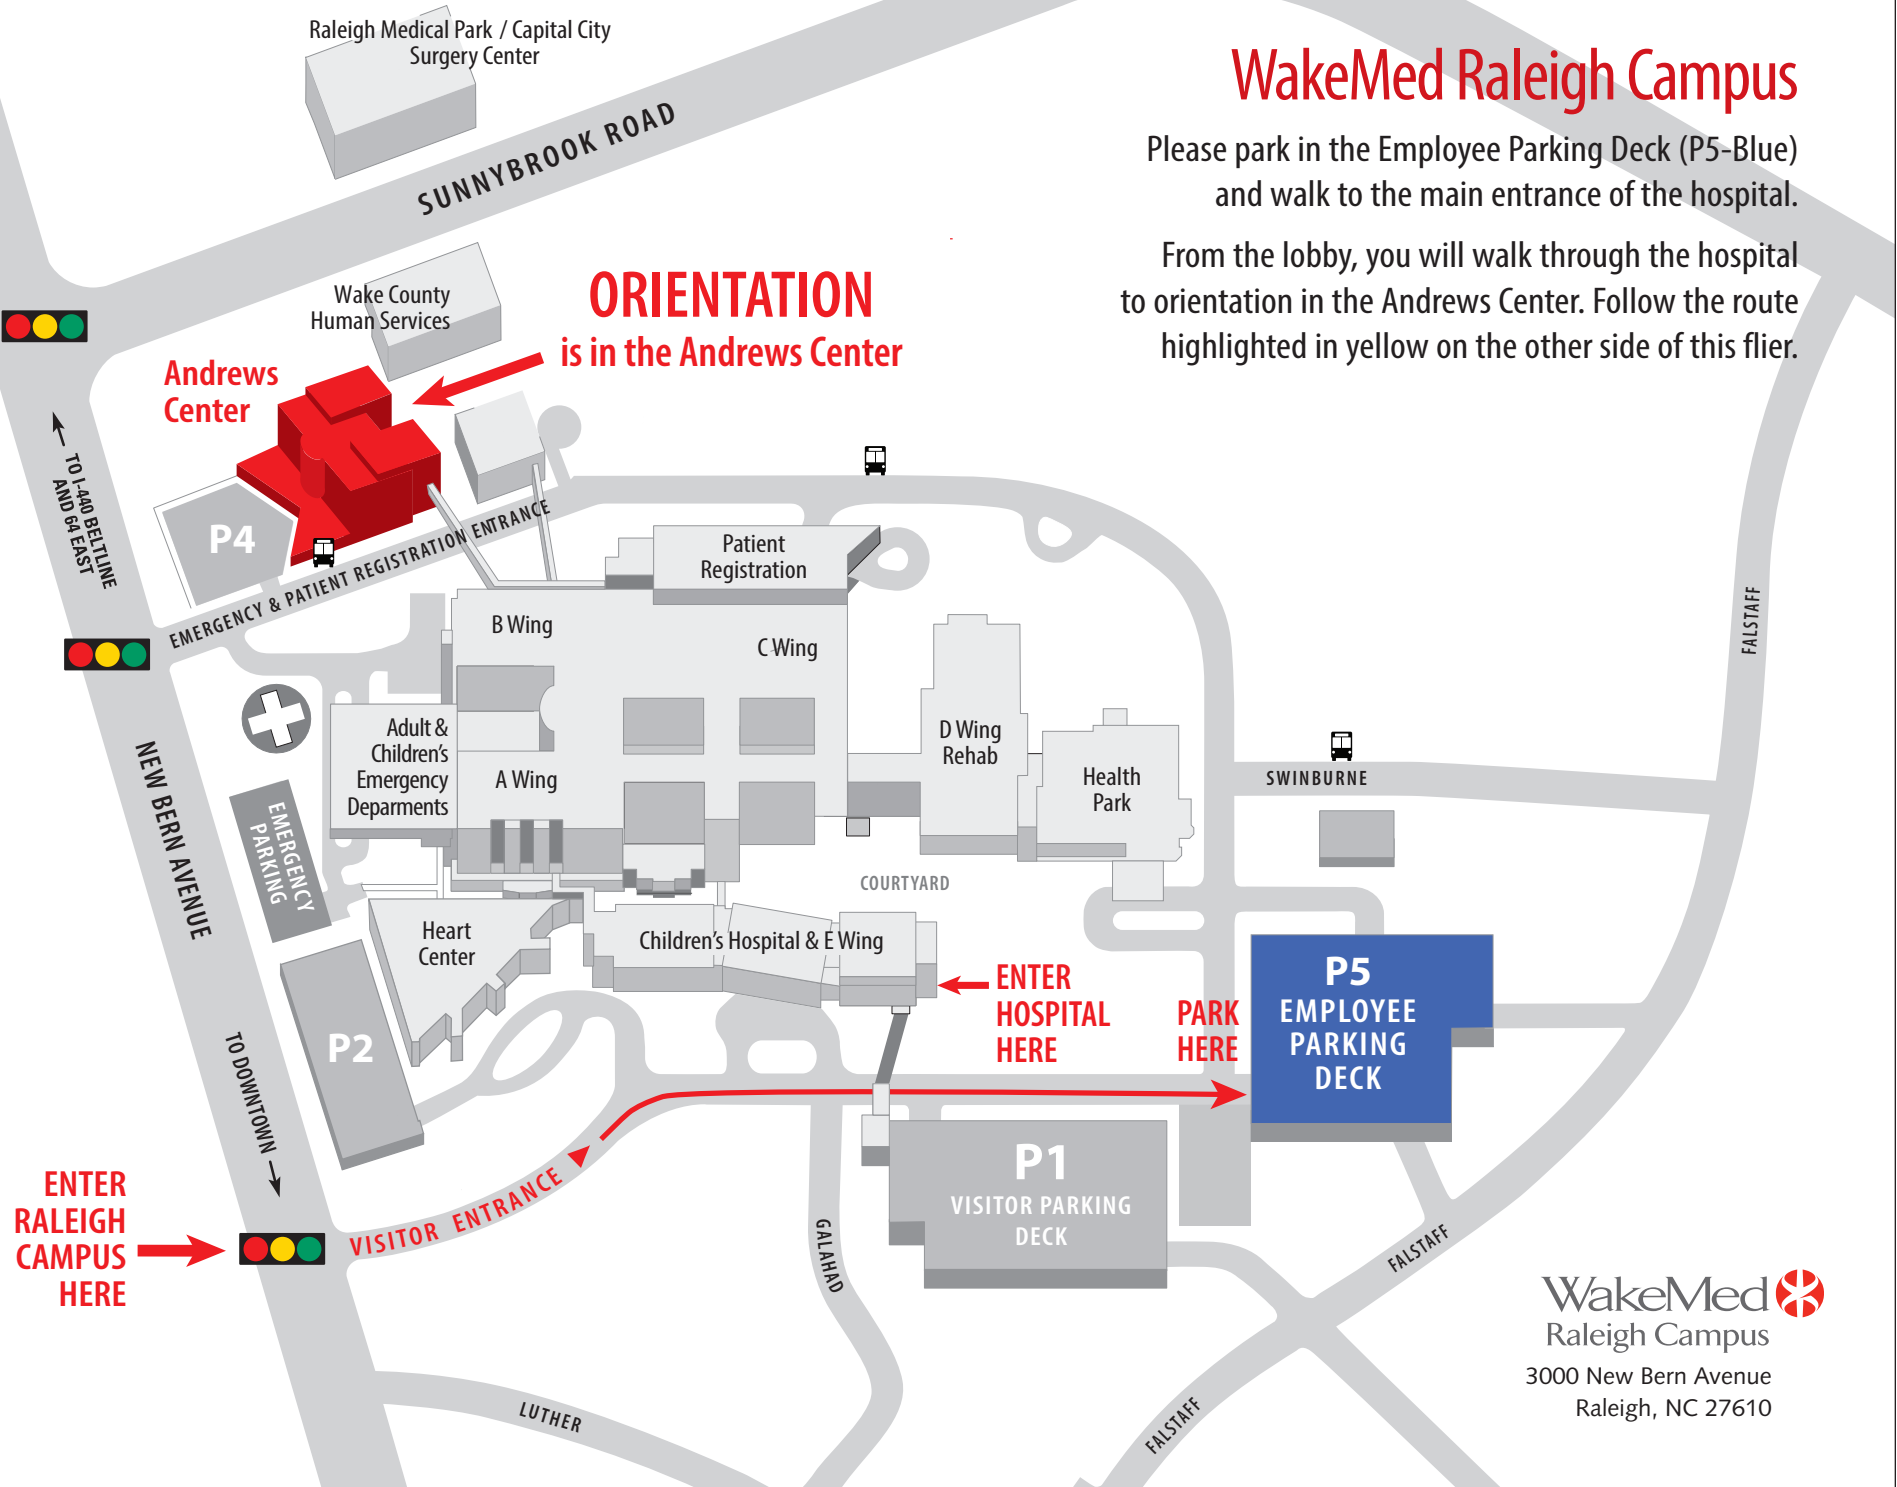 Raleigh Medical Park / Capital City
Surgery Center
WakeMed Raleigh Campus
Please park in the Employee Parking Deck (P5-Blue)
and walk to the main entrance of the hospital.
From the lobby, you will walk through the hospital
to orientation in the Andrews Center. Follow the route
highlighted in yellow on the other side of this flier.
SUNNYBROOK ROAD
Wake County
Human Services
ORIENTATION
is in the Andrews Center
Andrews
Center
TO I-440 BELTLINE
AND 64 EAST
P4
EMERGENCY & PATIENT REGISTRATION ENTRANCE
Patient
Registration
B Wing
C Wing
FALSTAFF
Adult &
Children's
Emergency
Deparments
A Wing
D Wing
Rehab
Health
Park
SWINBURNE
NEW BERN AVENUE
EMERGENCY
PARKING
COURTYARD
Heart
Center
Children's Hospital & E Wing
ENTER
HOSPITAL
HERE
PARK
HERE
P5
EMPLOYEE
PARKING
DECK
P2
TO DOWNTOWN
P1
VISITOR PARKING
DECK
ENTER
RALEIGH
CAMPUS
HERE
VISITOR ENTRANCE
GALAHAD
FALSTAFF
LUTHER
FALSTAFF
WakeMed
Raleigh Campus
3000 New Bern Avenue
Raleigh, NC 27610